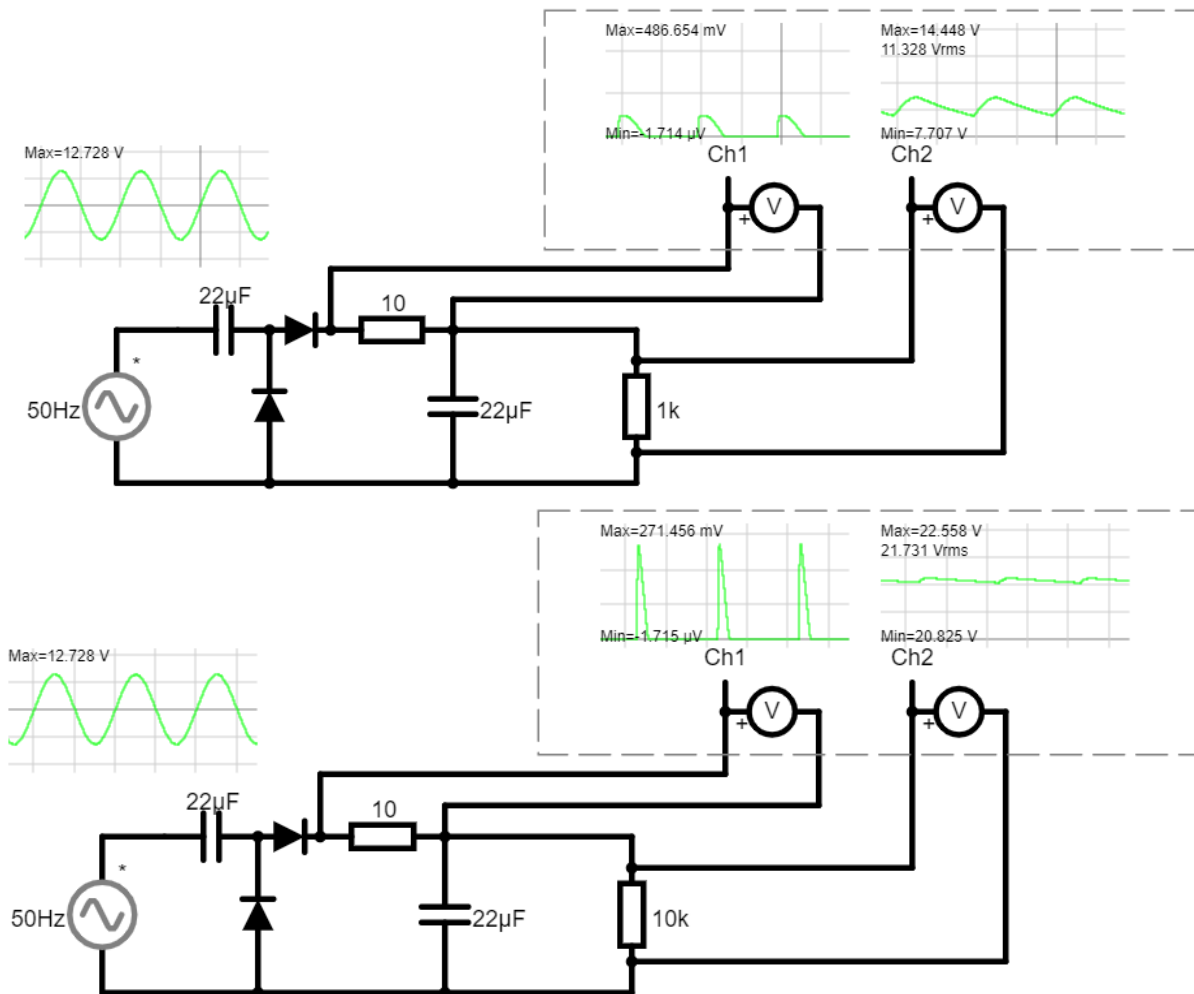 Max=486.654 mV
Max=14.448 V
11.328 Vrms
Min=-1.714 µV
Min=7.707 V
Ch1
Ch2
Max=12.728 V
V
+
V
+
22µF
10
*
50Hz
22µF
1k
Max=271.456 mV
Max=22.558 V
21.731 Vrms
Min=-1.715 µV
Min=20.825 V
Ch1
Ch2
Max=12.728 V
V
+
V
+
22µF
10
*
50Hz
22µF
10k